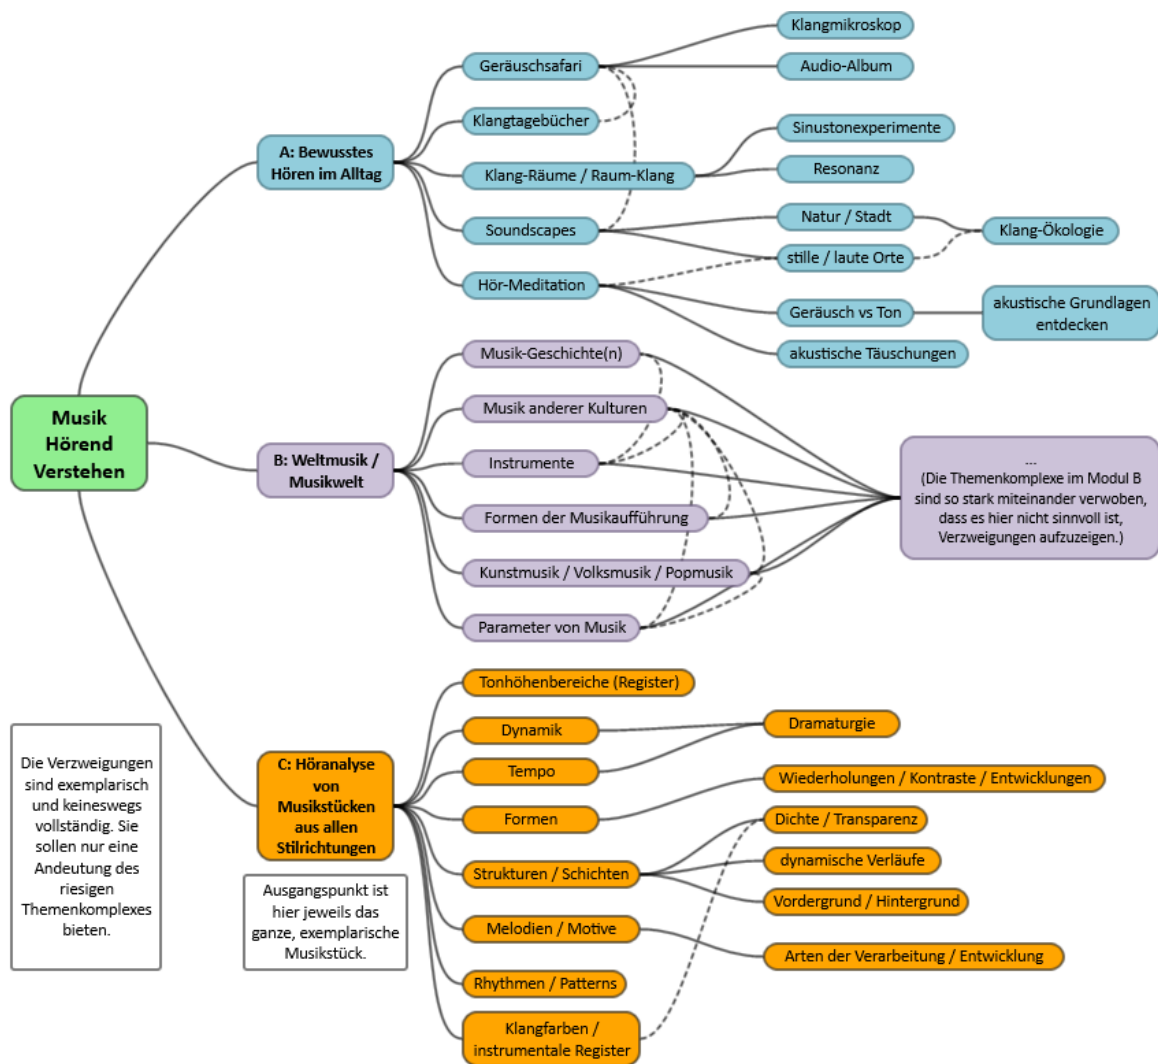 Klangmikroskop
Geräuschsafari
Audio-Album
Klangtagebücher
Sinustonexperimente
A: Bewusstes
Hören im Alltag
Klang-Räume / Raum-Klang
Resonanz
Natur / Stadt
Soundscapes
Klang-Ökologie
stille / laute Orte
Hör-Meditation
Geräusch vs Ton
akustische Grundlagen
entdecken
akustische Täuschungen
Musik
Hörend
Verstehen
Musik-Geschichte(n)
Musik anderer Kulturen
B: Weltmusik /
Musikwelt
Instrumente
Formen der Musikaufführung
Kunstmusik / Volksmusik / Popmusik
Parameter von Musik
...
(Die Themenkomplexe im Modul B
sind so stark miteinander verwoben,
dass es hier nicht sinnvoll ist,
Verzweigungen aufzuzeigen.)
Tonhöhenbereiche (Register)
Dynamik
Dramaturgie
Tempo
C: Höranalyse
von
Musikstücken
aus allen
Stilrichtungen
Wiederholungen / Kontraste / Entwicklungen
Formen
Dichte / Transparenz
dynamische Verläufe
Strukturen / Schichten
Vordergrund / Hintergrund
Melodien / Motive
Arten der Verarbeitung / Entwicklung
Rhythmen / Patterns
Klangfarben /
instrumentale Register
Die Verzweigungen
sind exemplarisch
und keineswegs
vollständig. Sie
sollen nur eine
Andeutung des
riesigen
Themenkomplexes
bieten.
Ausgangspunkt ist
hier jeweils das
ganze, exemplarische
Musikstück.